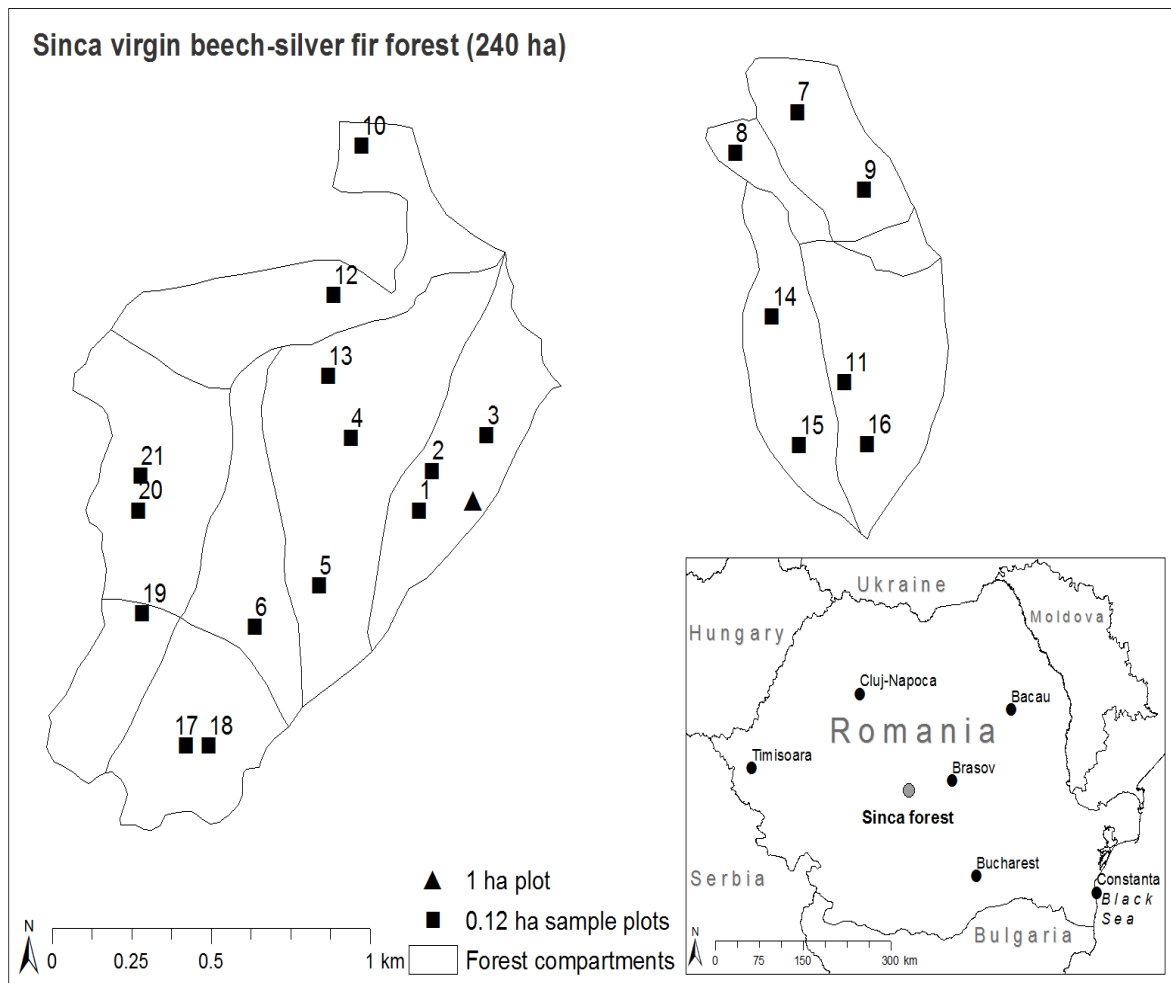 Sinca virgin beech-silver fir forest (240 ha)
7
10
8
9
12
14
13
11
4
3
15
16
2
21
20
1
5
19
6
17 18
Ukraine
Hungary
Moldova
Cluj-Napoca
Bacau
Romania
Timisoara
Brasov
Sinca forest
Bucharest
Serbia
Constanta
Black
Sea
Bulgaria
N
0 75 150 300 km
1 ha plot
0.12 ha sample plots
Forest compartments
N
0 0.25 0.5 1 km